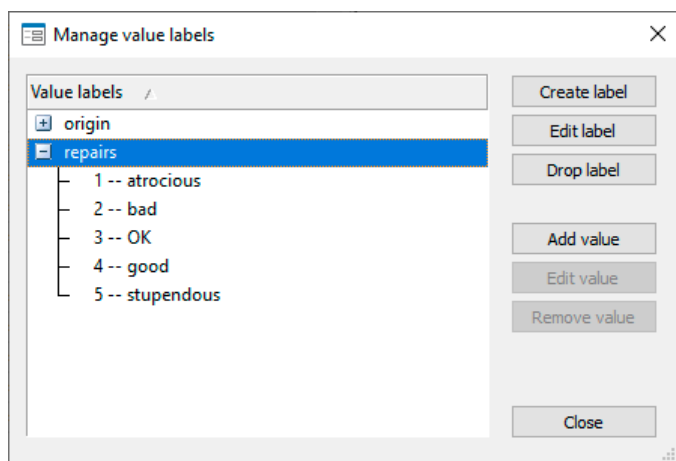 Manage value labels
Value labels
origin
repairs
1 -- atrocious
2 -- bad
3 -- OK
4 -- good
5 -- stupendous
Create label
Edit label
Drop label
Add value
Edit value
Remove value
Close